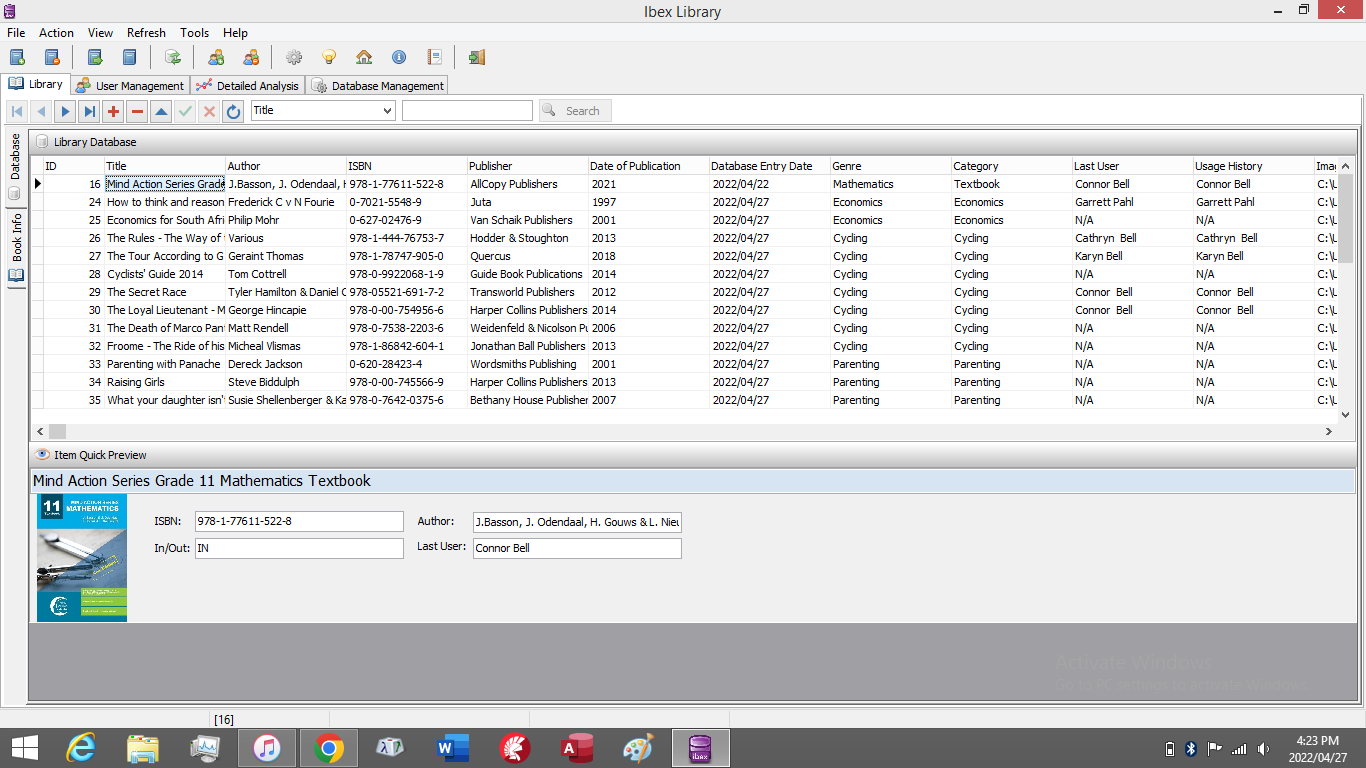 Ibex Library
File Action View Refresh Tools Help
Library User Management Detailed Analysis Database Management
Title Search
Database
Book Info
Library Database
ID Title Author ISBN Publisher Date of Publication Database Entry Date Genre Category Last User Usage History Imag
16 Mind Action Series Grade J.Basson, J. Odendaal, H 978-1-77611-522-8 AllCopy Publishers 2021 2022/04/22 Mathematics Textbook Connor Bell Connor Bell C:\U
24 How to think and reason Frederick C v N Fourie 0-7021-5548-9 Juta 1997 2022/04/27 Economics Economics Garrett Pahl Garrett Pahl C:\U
25 Economics for South Afri Philip Mohr 0-627-02476-9 Van Schaik Publishers 2001 2022/04/27 Economics Economics N/A N/A C:\U
26 The Rules - The Way of t Various 978-1-444-76753-7 Hodder & Stoughton 2013 2022/04/27 Cycling Cycling Cathryn Bell Cathryn Bell C:\U
27 The Tour According to G Geraint Thomas 978-1-78747-905-0 Quercus 2018 2022/04/27 Cycling Cycling Karyn Bell Karyn Bell C:\U
28 Cyclists' Guide 2014 Tom Cottrell 978-0-9922068-1-9 Guide Book Publications 2014 2022/04/27 Cycling Cycling N/A N/A C:\U
29 The Secret Race Tyler Hamilton & Daniel C 978-05521-691-7-2 Transworld Publishers 2012 2022/04/27 Cycling Cycling Connor Bell Connor Bell C:\U
30 The Loyal Lieutenant - M George Hincapie 978-0-00-754956-6 Harper Collins Publishers 2014 2022/04/27 Cycling Cycling Connor Bell Connor Bell C:\U
31 The Death of Marco Pan Matt Rendell 978-0-7538-2203-6 Weidenfeld & Nicolson Pu 2006 2022/04/27 Cycling Cycling N/A N/A C:\U
32 Froome - The Ride of his Micheal Vlismas 978-1-86842-604-1 Jonathan Ball Publishers 2013 2022/04/27 Cycling Cycling N/A N/A C:\U
33 Parenting with Panache Dereck Jackson 0-620-28423-4 Wordsmiths Publishing 2001 2022/04/27 Parenting Parenting N/A N/A C:\U
34 Raising Girls Steve Biddulph 978-0-00-745566-9 Harper Collins Publishers 2013 2022/04/27 Parenting Parenting N/A N/A C:\U
35 What your daughter isn't Susie Shellenberger & Ka 978-0-7642-0375-6 Bethany House Publisher 2007 2022/04/27 Parenting Parenting N/A N/A C:\U
Item Quick Preview
Mind Action Series Grade 11 Mathematics Textbook
11 MIND ACTION SERIES
MATHEMATICS
ISBN: 978-1-77611-522-8 Author: J.Basson, J. Odendaal, H. Gouws & L. Nieu
In/Out: IN Last User: Connor Bell
Activate Windows
Go to PC settings to activate Windows.
[16]
ibex
4:23 PM
2022/04/27